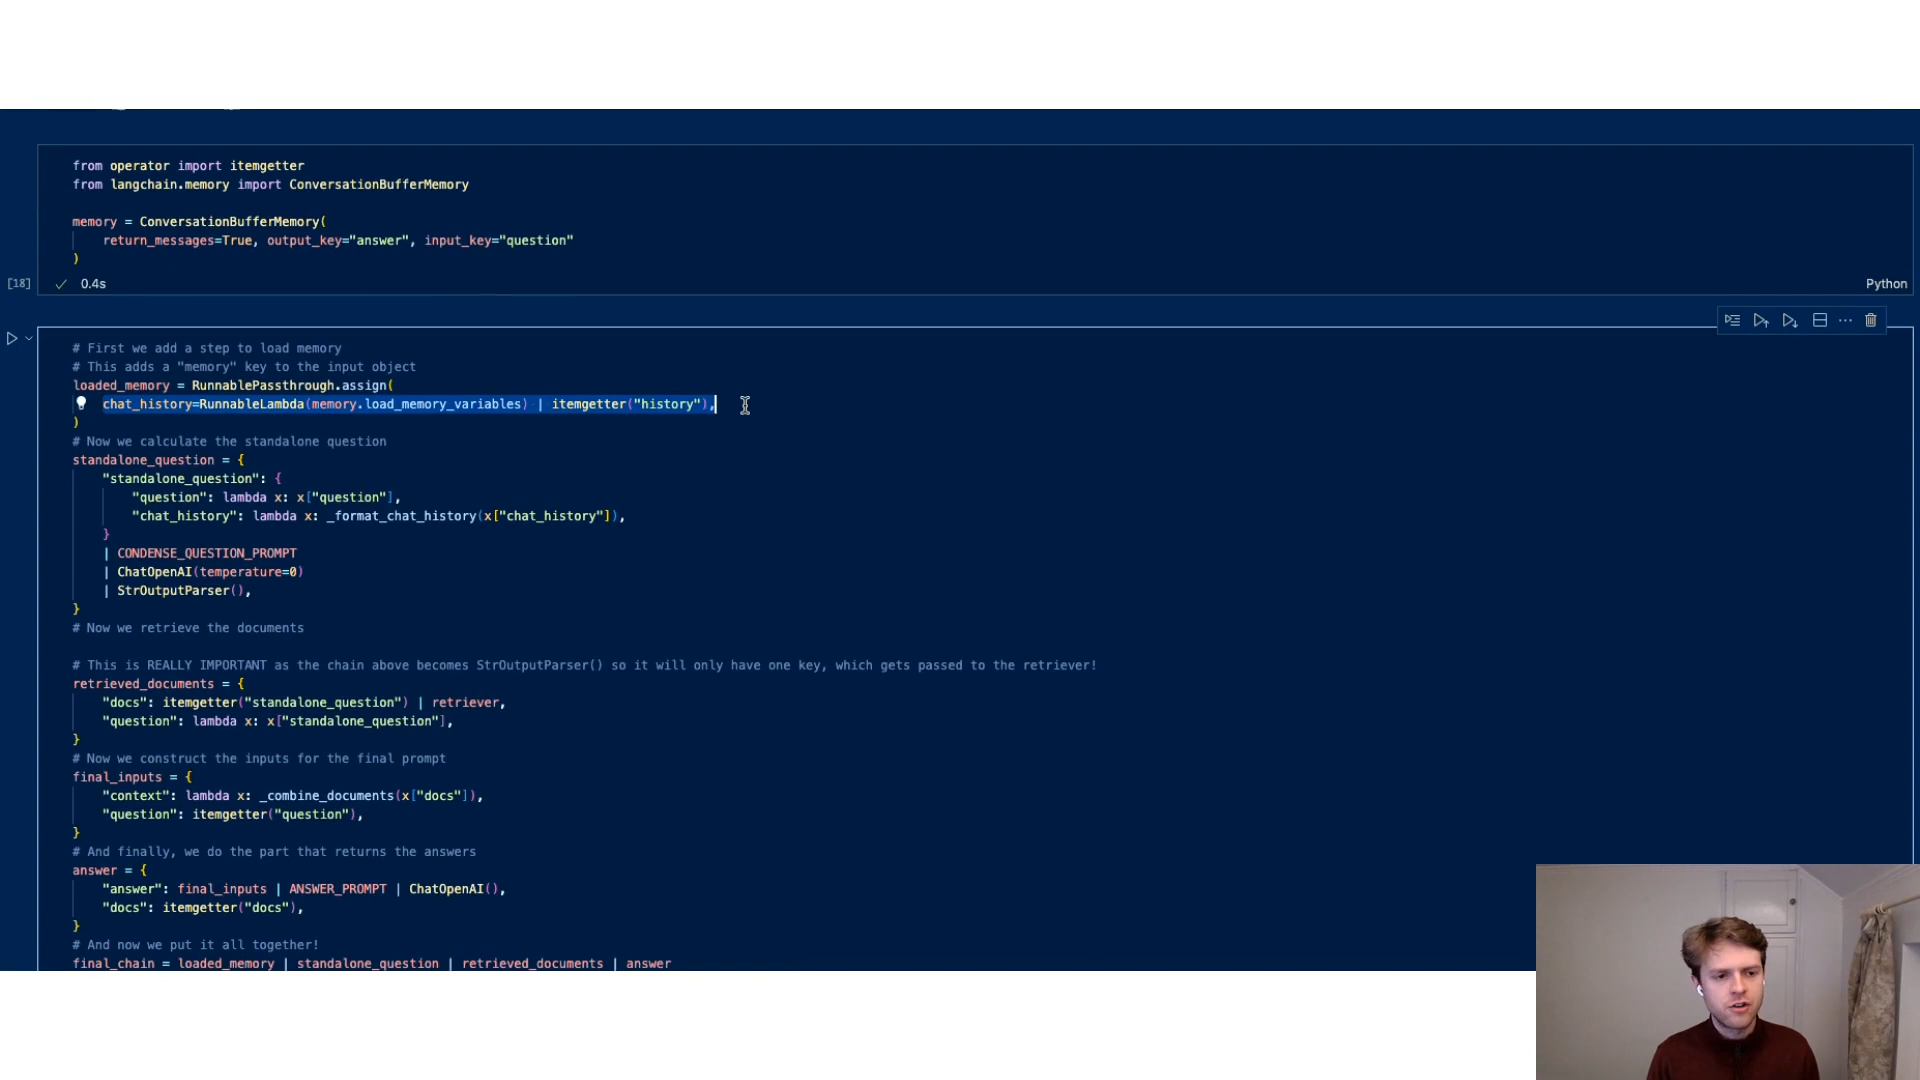 from operator import itemgetter
from langchain.memory import ConversationBufferMemory
memory = ConversationBufferMemory(
return_messages=True, output_key="answer", input_key="question"
)
[18]
0.4s
Python
# First we add a step to load memory
# This adds a "memory" key to the input object
loaded_memory = RunnablePassthrough.assign(
chat_history=RunnableLambda(memory.load_memory_variables) | itemgetter("history"),
)
# Now we calculate the standalone question
standalone_question = {
"standalone_question": {
"question": lambda x: x["question"],
"chat_history": lambda x: _format_chat_history(x["chat_history"]),
}
| CONDENSE_QUESTION_PROMPT
| ChatOpenAI(temperature=0)
| StrOutputParser(),
}
# Now we retrieve the documents
# This is REALLY IMPORTANT as the chain above becomes StrOutputParser() so it will only have one key, which gets passed to the retriever!
retrieved_documents = {
"docs": itemgetter("standalone_question") | retriever,
"question": lambda x: x["standalone_question"],
}
# Now we construct the inputs for the final prompt
final_inputs = {
"context": lambda x: _combine_documents(x["docs"]),
"question": itemgetter("question"),
}
# And finally, we do the part that returns the answers
answer = {
"answer": final_inputs | ANSWER_PROMPT | ChatOpenAI(),
"docs": itemgetter("docs"),
}
# And now we put it all together!
final_chain = loaded_memory | standalone_question | retrieved_documents | answer